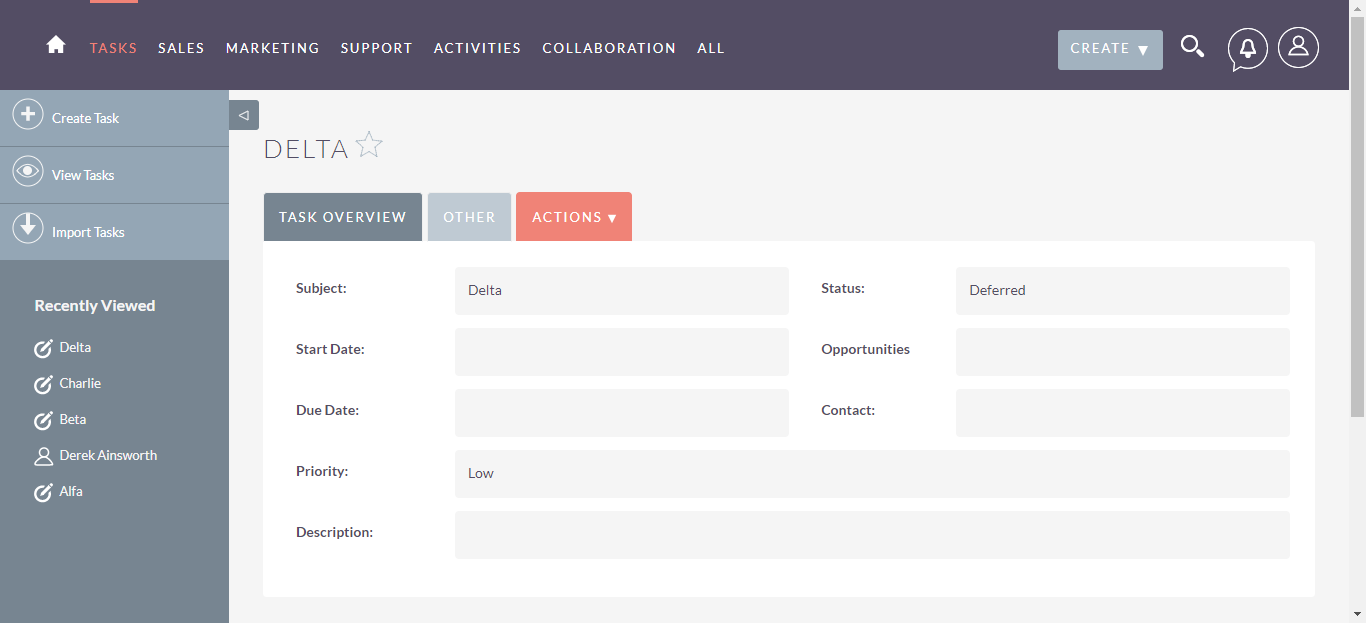 TASKS SALES MARKETING SUPPORT ACTIVITIES COLLABORATION ALL CREATE ▼
Create Task
View Tasks
Import Tasks
Recently Viewed
Delta
Charlie
Beta
Derek Ainsworth
Alfa
DELTA
TASK OVERVIEW OTHER ACTIONS ▼
Subject: Delta Status: Deferred
Start Date: Opportunities
Due Date: Contact:
Priority: Low
Description: